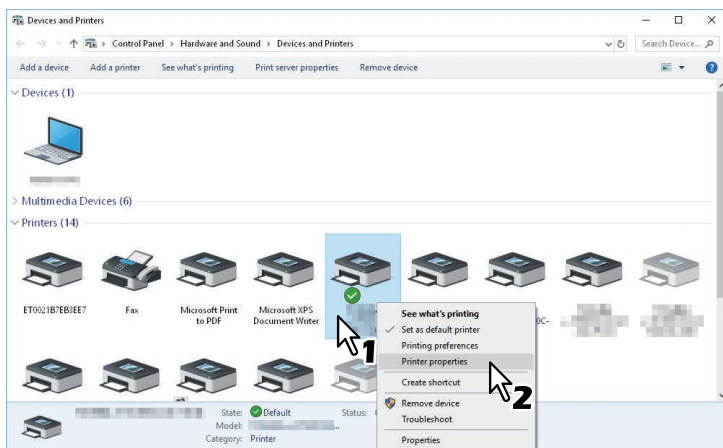 Devices and Printers
Control Panel > Hardware and Sound > Devices and Printers
Search Device...
Add a device Add a printer See what's printing Print server properties Remove device
Devices (1)
Multimedia Devices (6)
Printers (14)
ET0021B7EB3EE7
Fax
Microsoft Print
to PDF
Microsoft XPS
Document Writer
1
See what's printing
Set as default printer
Printing preferences
Printer properties
2
Create shortcut
Remove device
Troubleshoot
Properties
State: Default
Status:
Model:
Category: Printer